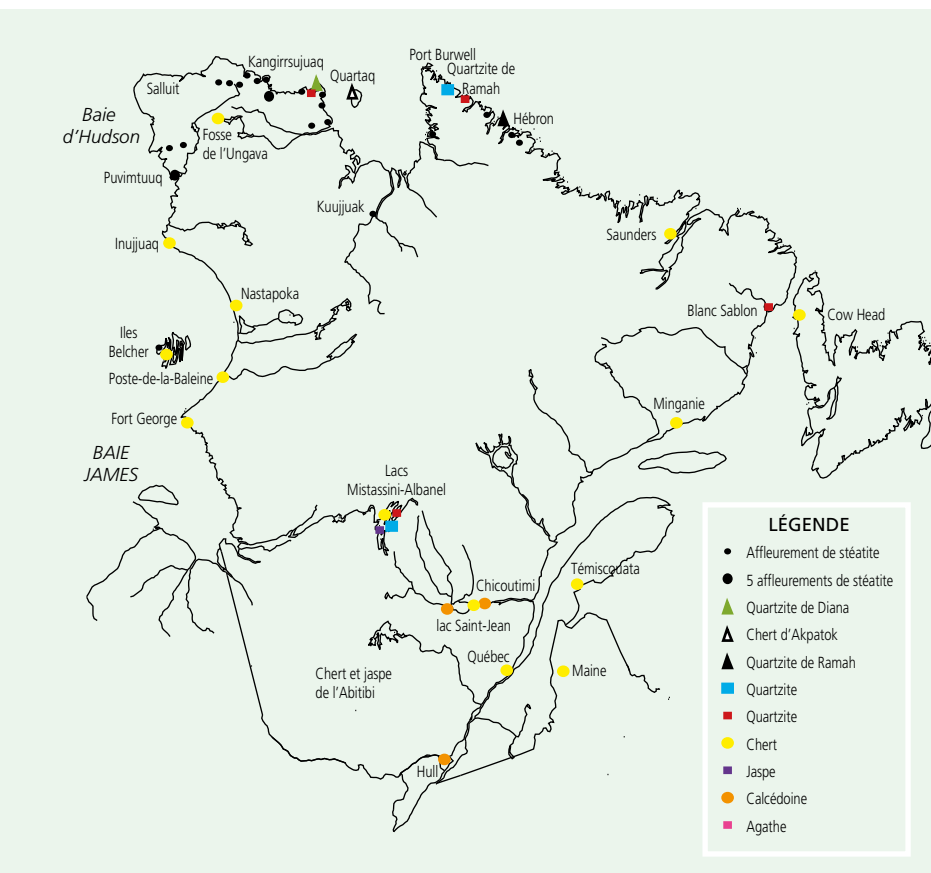 Port Burwell
Kangirrsujuaq
Quartzite de
Ramah
Quartaq
Salluit
Baie
d'Hudson
Hébron
Fosse
de l'Ungava
Puvimtuuq
Kuujjuak
Inujjuaq
Saunders
Nastapoka
Blanc Sablon
Cow Head
Iles
Belcher
Poste-de-la-Baleine
Minganie
Fort George
BAIE
JAMES
Lacs
Mistassini-Albanel
Témiscouata
Chicoutimi
lac Saint-Jean
Québec
Maine
Chert et jaspe
de l'Abitibi
Hull
LÉGENDE
Affleurement de stéatite
5 affleurements de stéatite
Quartzite de Diana
Chert d'Akpatok
Quartzite de Ramah
Quartzite
Quartzite
Chert
Jaspe
Calcédoine
Agathe